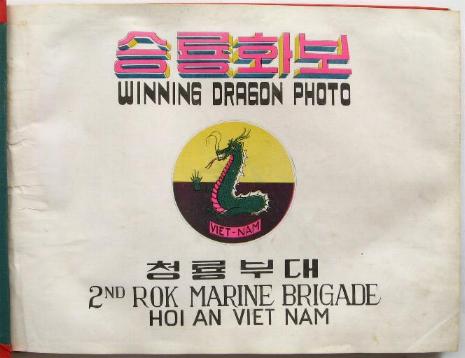 승룡화보
WINNING DRAGON PHOTO
VIET-NAM
청룡부대
2ND ROK MARINE BRIGADE
HOI AN VIET NAM